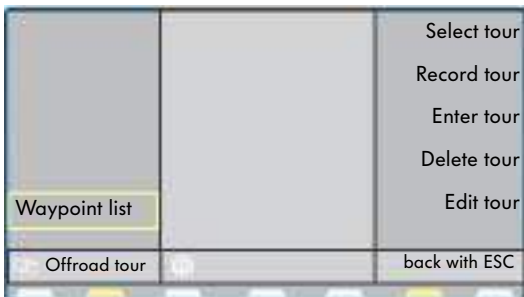 Select tour
Record tour
Enter tour
Delete tour
Waypoint list
Edit tour
Offroad tour
back with ESC